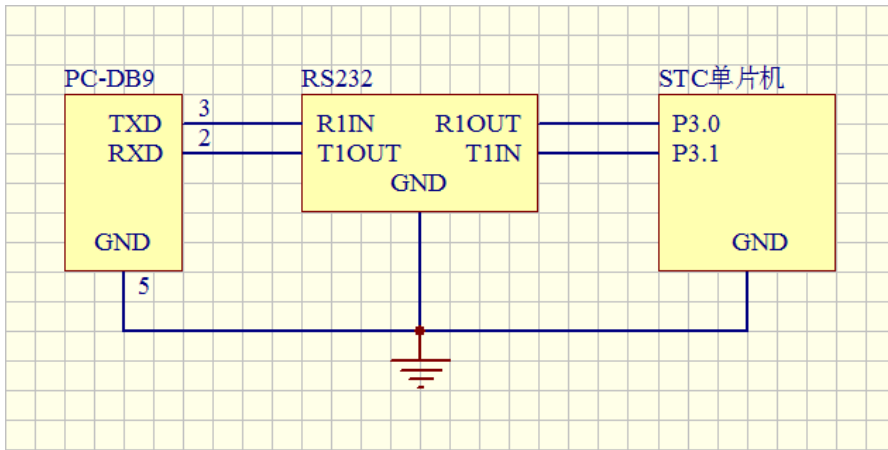 PC-DB9 RS232 STC单片机
TXD 3 R1IN R1OUT P3.0
RXD 2 T1OUT T1IN P3.1
GND
GND GND
5